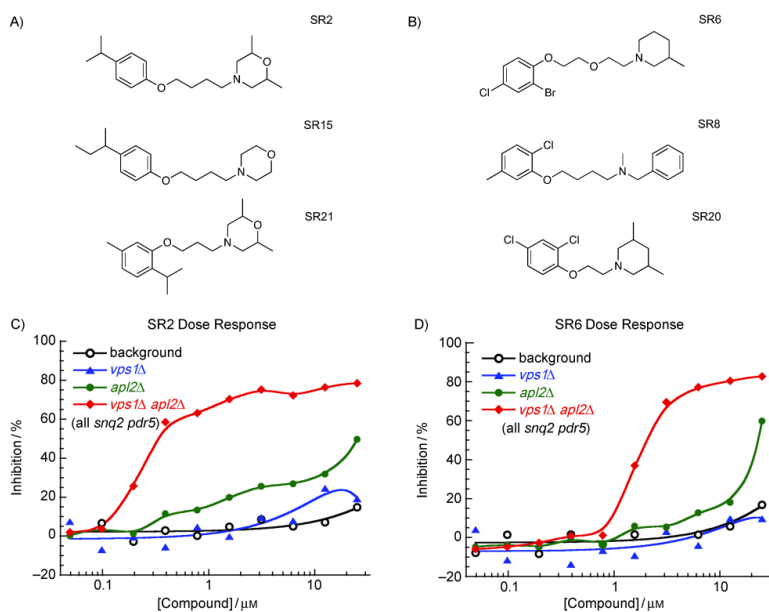 A)
SR2
O
N
O
SR15
O
N
O
SR21
O
N
O
B)
SR6
O
O
N
Cl
Br
SR8
Cl
O
N
SR20
Cl
Cl
O
N
C)
SR2 Dose Response
background
vps1Δ
apl2Δ
vps1Δ apl2Δ
(all snq2 pdr5)
100
80
60
40
20
0
−20
Inhibition / %
0.1
1
10
[Compound] / μM
D)
SR6 Dose Response
background
vps1Δ
apl2Δ
vps1Δ apl2Δ
(all snq2 pdr5)
100
80
60
40
20
0
−20
Inhibition / %
0.1
1
10
[Compound] / μM